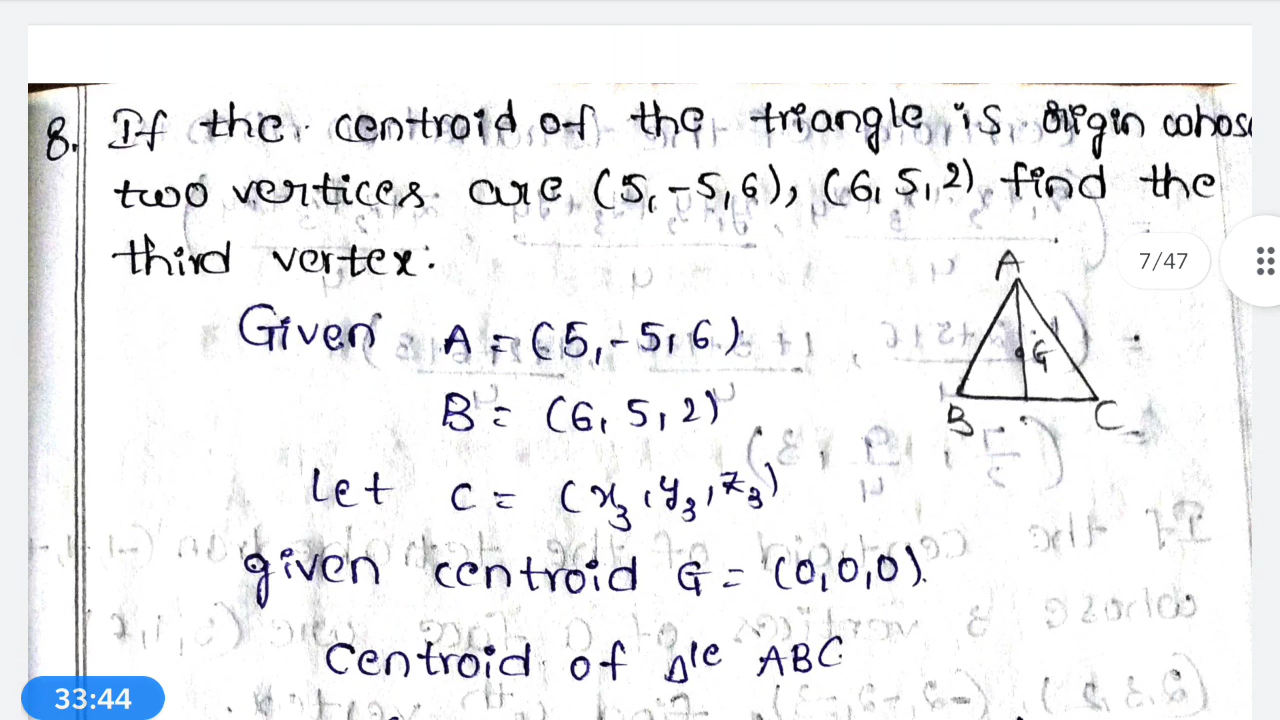 8. If the centroid of the triangle is origin whose
two vertices are (5,-5,6), (6,5,2) find the
third vertex:
A
7/47
Given A = (5,-5,6)
G
B = (6,5,2)
B
C
Let C = (x₃,y₃,z₃)
given centroid G = (0,0,0).
Centroid of Δle ABC
33:44